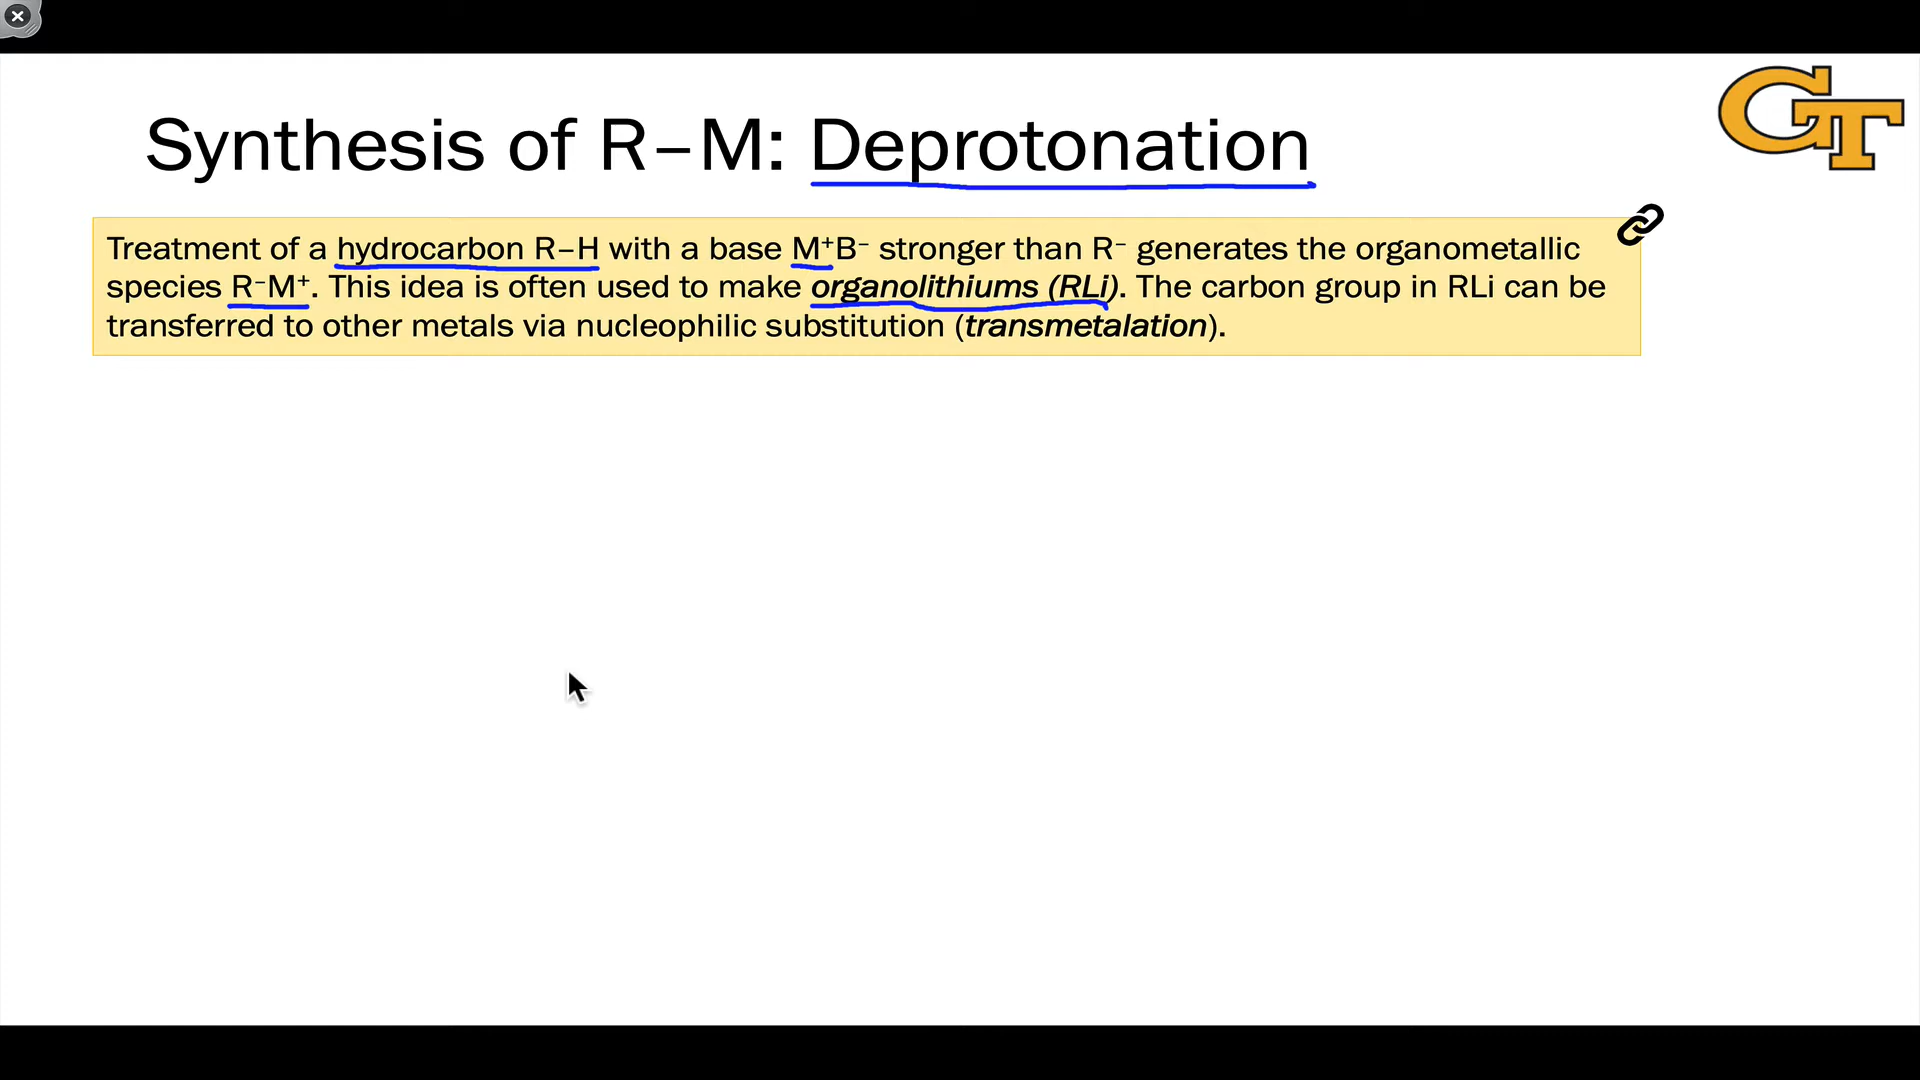 GT
Synthesis of R–M: Deprotonation
Treatment of a hydrocarbon R–H with a base M⁺B⁻ stronger than R⁻ generates the organometallic
species R⁻M⁺. This idea is often used to make organolithiums (RLi). The carbon group in RLi can be
transferred to other metals via nucleophilic substitution (transmetalation).